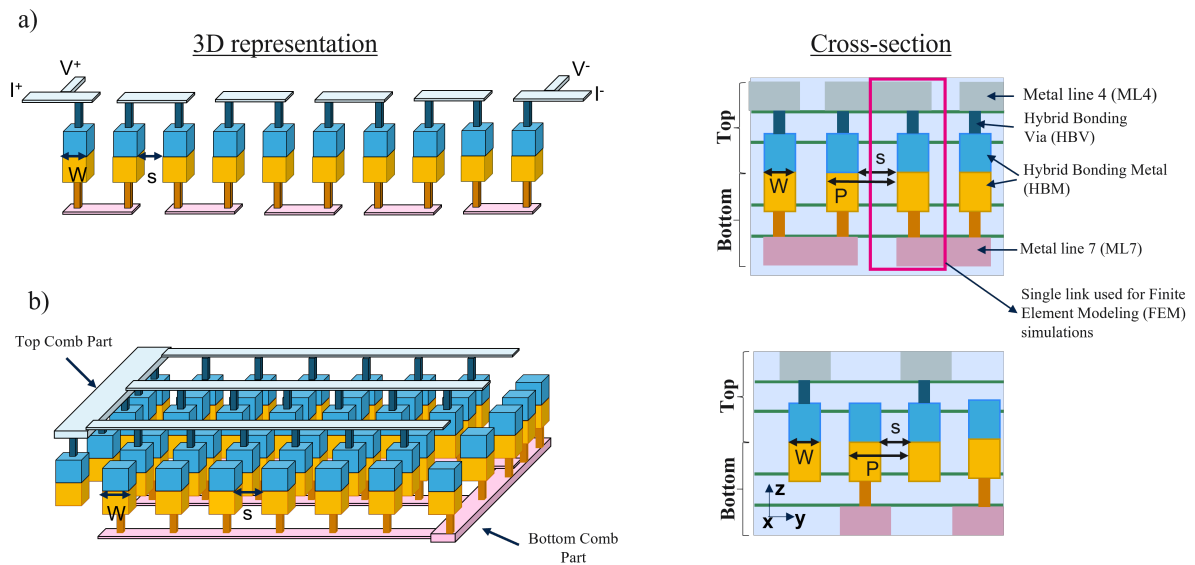 a)
3D representation
V+
I+
V-
I-
W
s
Cross-section
Top
Bottom
W
P
s
Metal line 4 (ML4)
Hybrid Bonding
Via (HBV)
Hybrid Bonding Metal
(HBM)
Metal line 7 (ML7)
Single link used for Finite
Element Modeling (FEM)
simulations
b)
Top Comb Part
W
s
Bottom Comb
Part
Top
Bottom
W
P
s
z
x
y